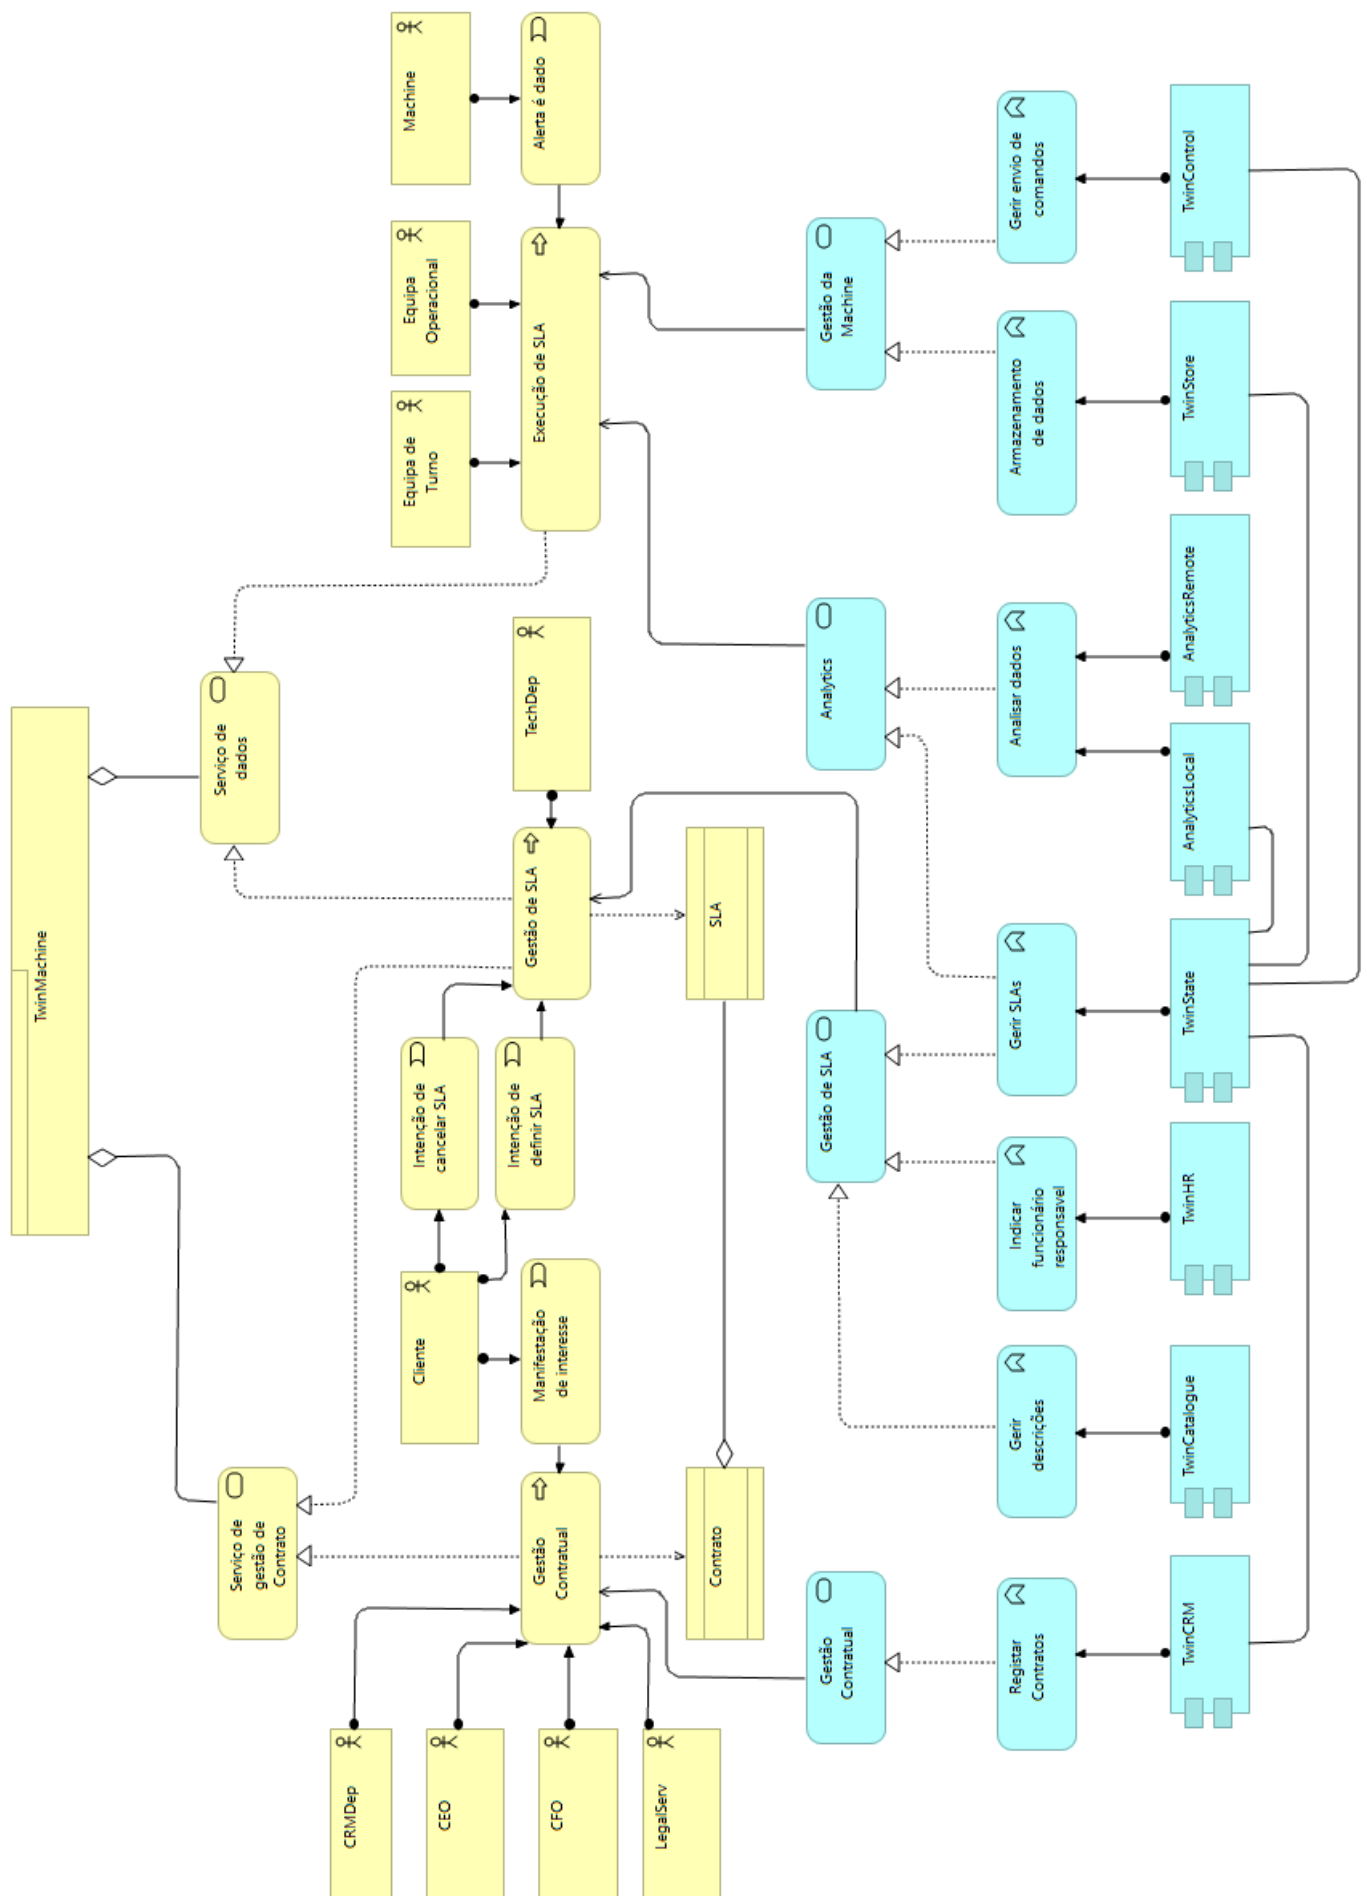 TwinMachine
Serviço de
gestão de
Contrato
Serviço de
dados
CRMDep
CEO
CFO
LegalServ
Cliente
Intenção de
cancelar SLA
Intenção de
definir SLA
Equipa de
Turno
Equipa
Operacional
Machine
Gestão
Contratual
Manifestação
de interesse
Gestão de SLA
TechDep
Execução de SLA
Alerta é dado
Contrato
SLA
Gestão
Contratual
Gestão de SLA
Analytics
Gestão da
Machine
Registar
Contratos
Gerir
descrições
Indicar
funcionário
responsavel
Gerir SLAs
Analisar dados
Armazenamento
de dados
Gerir envio de
comandos
TwinCRM
TwinCatalogue
TwinHR
TwinState
AnalyticsLocal
AnalyticsRemote
TwinStore
TwinControl